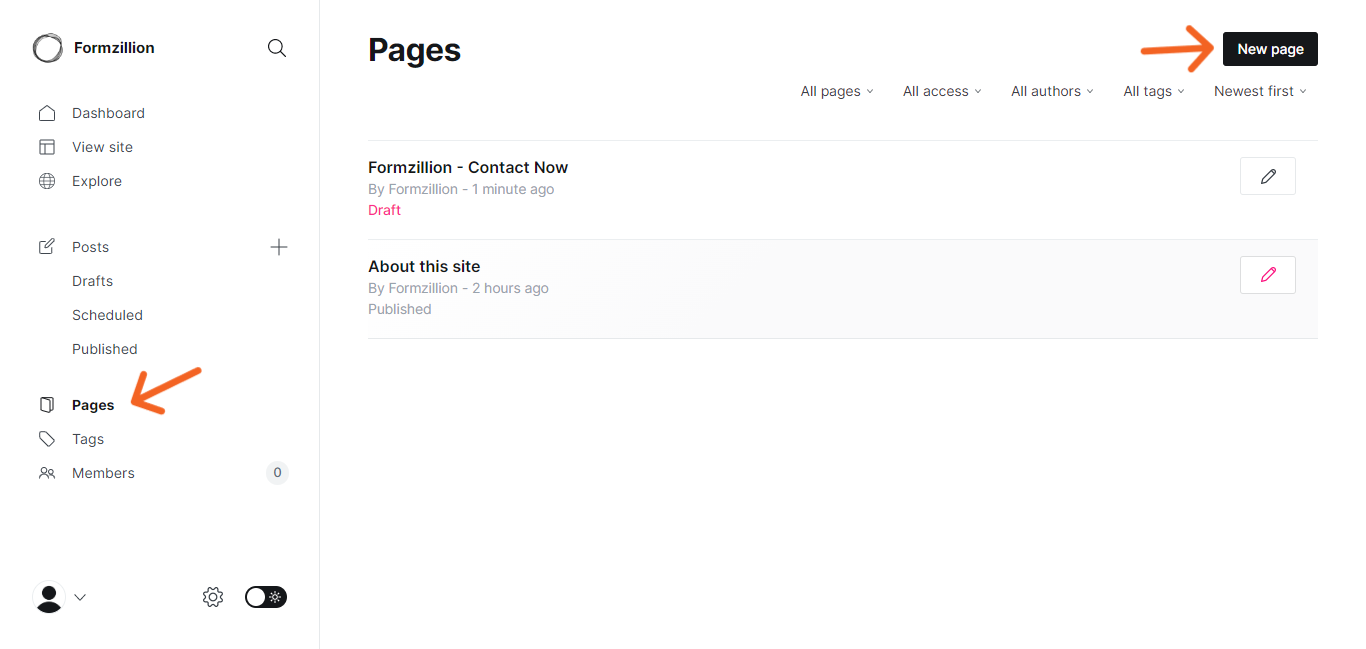 Formzillion
Dashboard
View site
Explore
Posts
Drafts
Scheduled
Published
Pages
Tags
Members 0
Pages
New page
All pages All access All authors All tags Newest first
Formzillion - Contact Now
By Formzillion - 1 minute ago
Draft
About this site
By Formzillion - 2 hours ago
Published